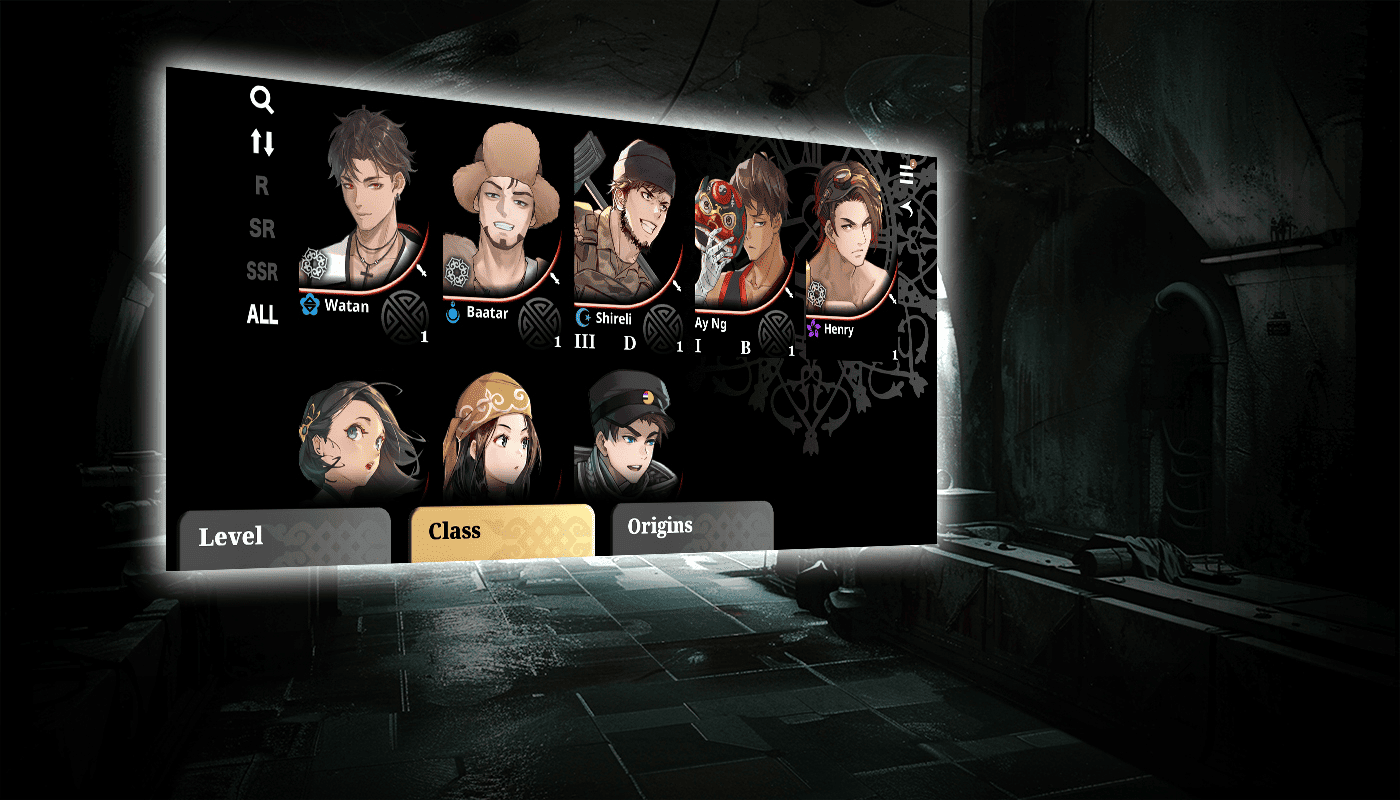 R
SR
SSR
ALL
Watan
1
Baatar
1
Shireli
III D 1
Ay Ng
I B 1
Henry
1
Level
Class
Origins